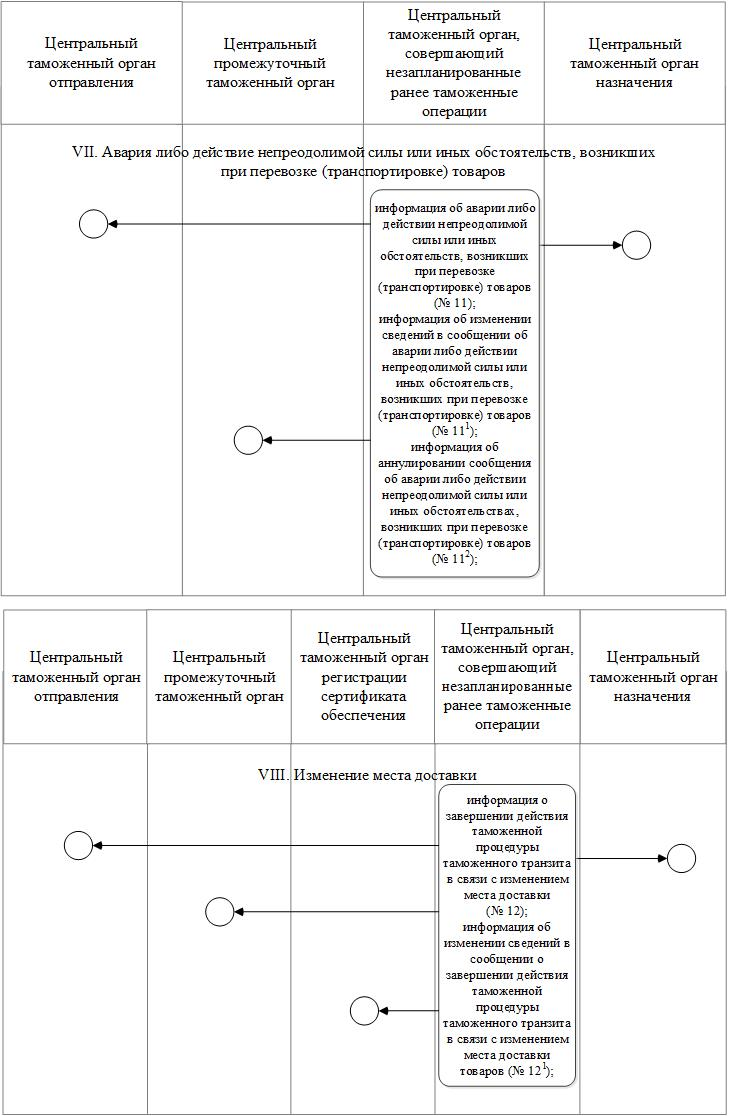 Центральный
таможенный орган
отправления
Центральный
промежуточный
таможенный орган
Центральный
таможенный орган,
совершающий
незапланированные
ранее таможенные
операции
Центральный
таможенный орган
назначения
VII. Авария либо действие непреодолимой силы или иных обстоятельств, возникших
при перевозке (транспортировке) товаров
информация об аварии либо
действии непреодолимой
силы или иных
обстоятельств, возникших
при перевозке
(транспортировке) товаров
(№ 11);
информация об изменении
сведений в сообщении об
аварии либо действии
непреодолимой силы или
иных обстоятельств,
возникших при перевозке
(транспортировке) товаров
(№ 11¹);
информация об
аннулировании сообщения
об аварии либо действии
непреодолимой силы или
иных обстоятельствах,
возникших при перевозке
(транспортировке) товаров
(№ 11²);
Центральный
таможенный орган
отправления
Центральный
промежуточный
таможенный орган
Центральный
таможенный орган
регистрации
сертификата
обеспечения
Центральный
таможенный орган,
совершающий
незапланированные
ранее таможенные
операции
Центральный
таможенный орган
назначения
VIII. Изменение места доставки
информация о
завершении действия
таможенной
процедуры
таможенного транзита
в связи с изменением
места доставки
(№ 12);
информация об
изменении сведений в
сообщении о
завершении действия
таможенной
процедуры
таможенного транзита
в связи с изменением
места доставки
товаров (№ 12¹);